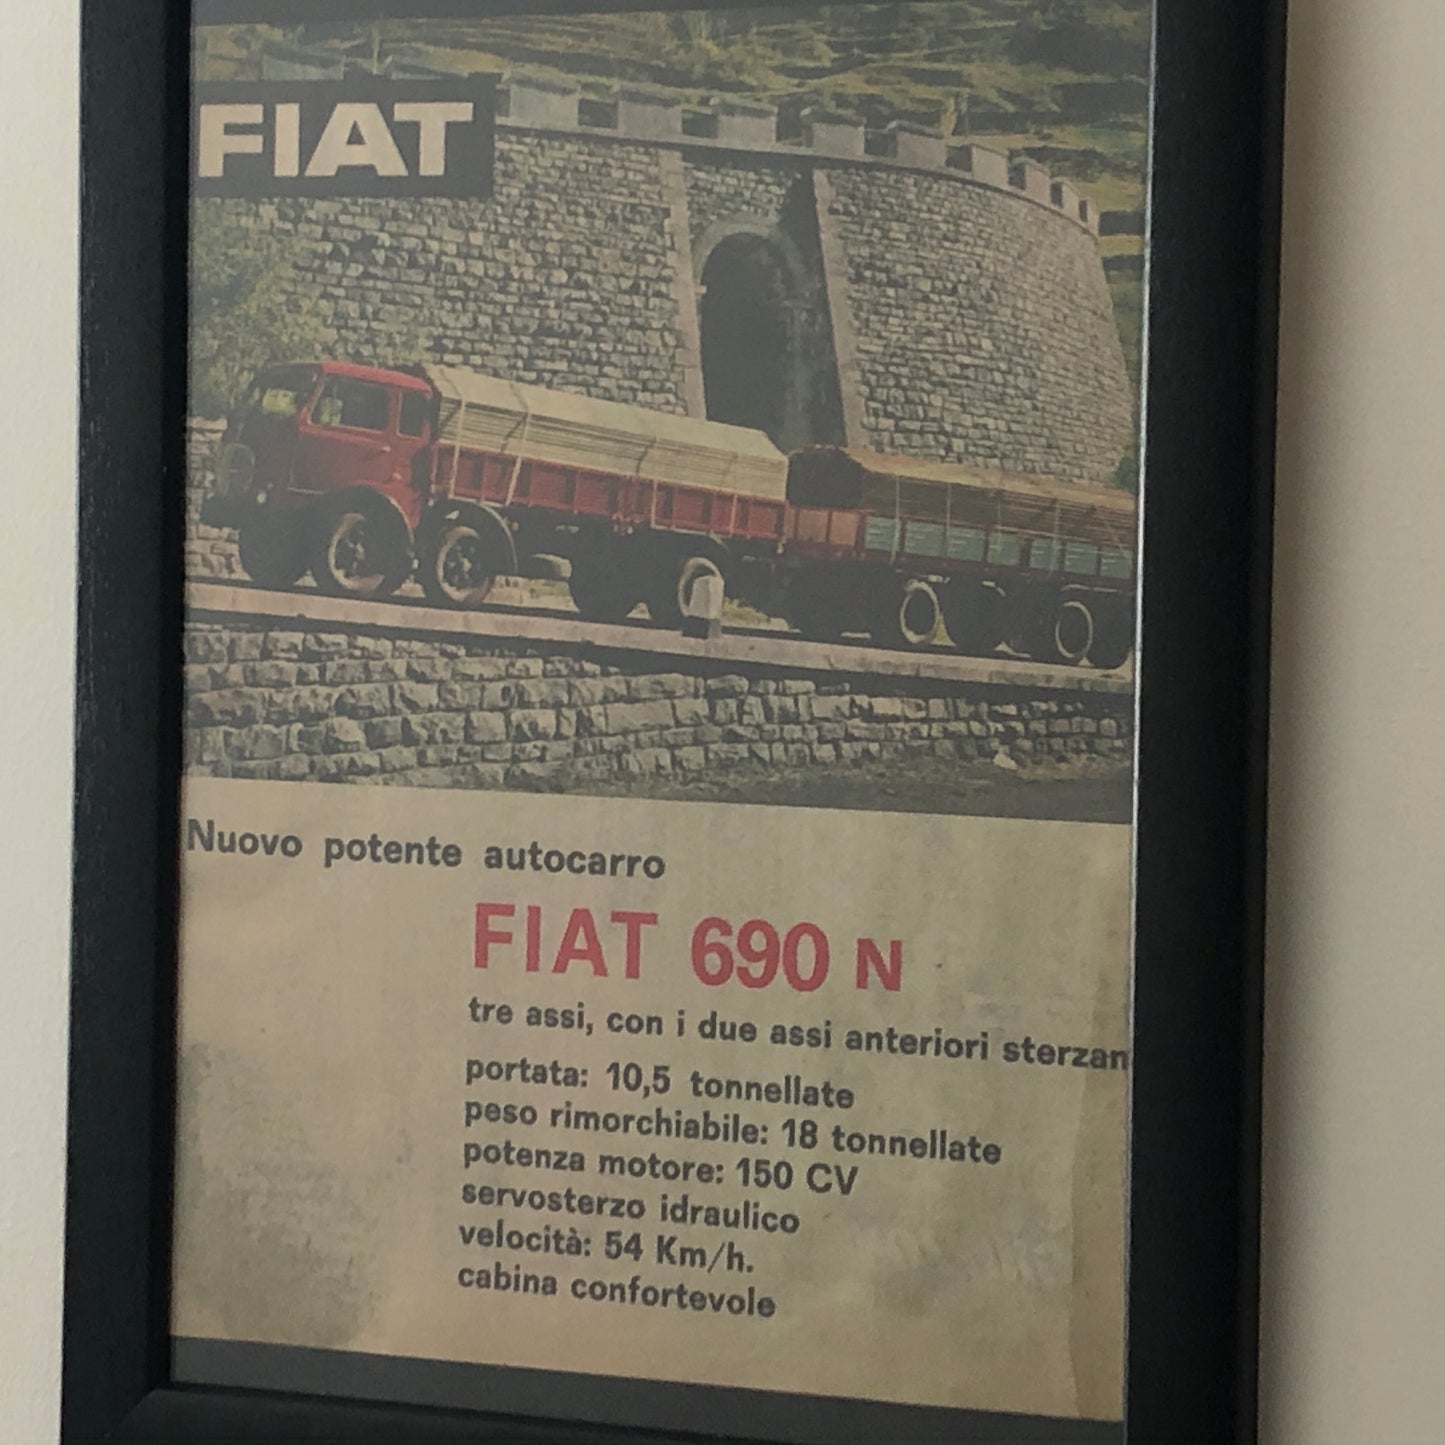 FIAT
Nuovo potente autocarro
FIAT 690 N
tre assi, con i due assi anteriori sterzan
portata: 10,5 tonnellate
peso rimorchiabile: 18 tonnellate
potenza motore: 150 CV
servosterzo idraulico
velocità: 54 Km/h.
cabina confortevole